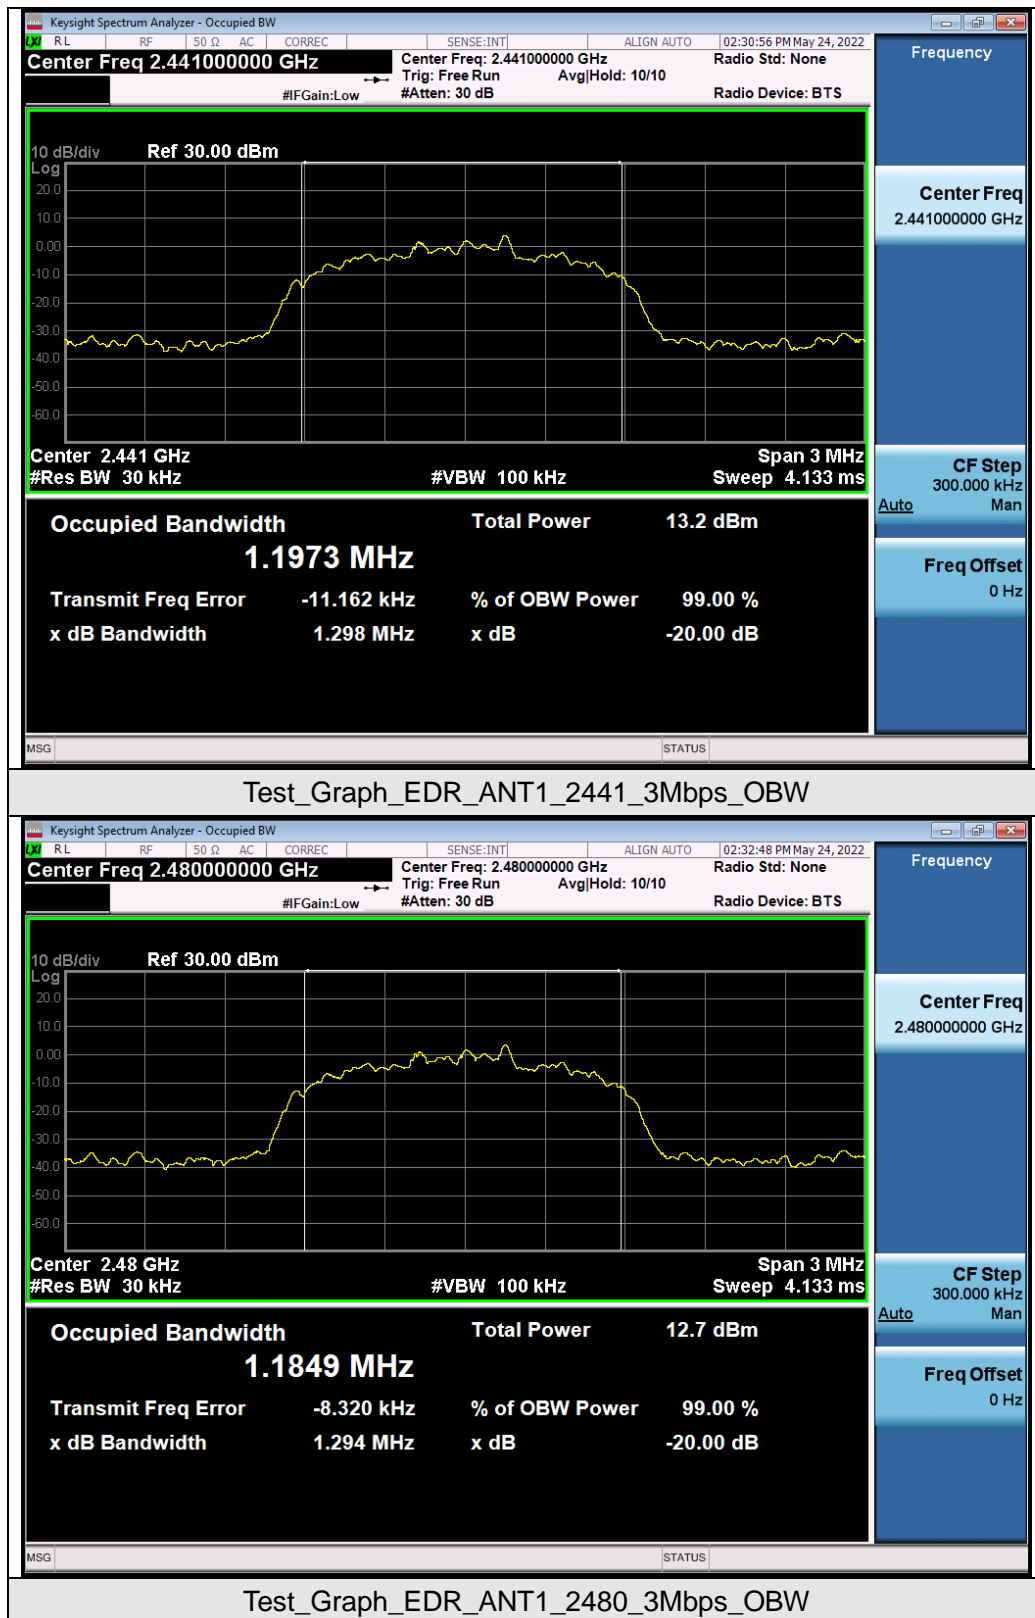 Keysight Spectrum Analyzer - Occupied BW
LXI RL RF 50 Ω AC CORREC SENSE:INT ALIGN AUTO 02:30:56 PM May 24, 2022
Center Freq 2.441000000 GHz
Center Freq: 2.441000000 GHz
Radio Std: None
Trig: Free Run Avg|Hold: 10/10
#IFGain:Low
#Atten: 30 dB
Radio Device: BTS
Frequency
10 dB/div Ref 30.00 dBm
Log
20.0
10.0
0.00
-10.0
-20.0
-30.0
-40.0
-50.0
-60.0
Center Freq
2.441000000 GHz
Center 2.441 GHz Span 3 MHz
#Res BW 30 kHz #VBW 100 kHz Sweep 4.133 ms
CF Step
300.000 kHz
Auto Man
Occupied Bandwidth Total Power 13.2 dBm
1.1973 MHz
Transmit Freq Error -11.162 kHz % of OBW Power 99.00 %
x dB Bandwidth 1.298 MHz x dB -20.00 dB
Freq Offset
0 Hz
MSG STATUS
Test_Graph_EDR_ANT1_2441_3Mbps_OBW
Keysight Spectrum Analyzer - Occupied BW
LXI RL RF 50 Ω AC CORREC SENSE:INT ALIGN AUTO 02:32:48 PM May 24, 2022
Center Freq 2.480000000 GHz
Center Freq: 2.480000000 GHz
Radio Std: None
Trig: Free Run Avg|Hold: 10/10
#IFGain:Low
#Atten: 30 dB
Radio Device: BTS
Frequency
10 dB/div Ref 30.00 dBm
Log
20.0
10.0
0.00
-10.0
-20.0
-30.0
-40.0
-50.0
-60.0
Center Freq
2.480000000 GHz
Center 2.48 GHz Span 3 MHz
#Res BW 30 kHz #VBW 100 kHz Sweep 4.133 ms
CF Step
300.000 kHz
Auto Man
Occupied Bandwidth Total Power 12.7 dBm
1.1849 MHz
Transmit Freq Error -8.320 kHz % of OBW Power 99.00 %
x dB Bandwidth 1.294 MHz x dB -20.00 dB
Freq Offset
0 Hz
MSG STATUS
Test_Graph_EDR_ANT1_2480_3Mbps_OBW